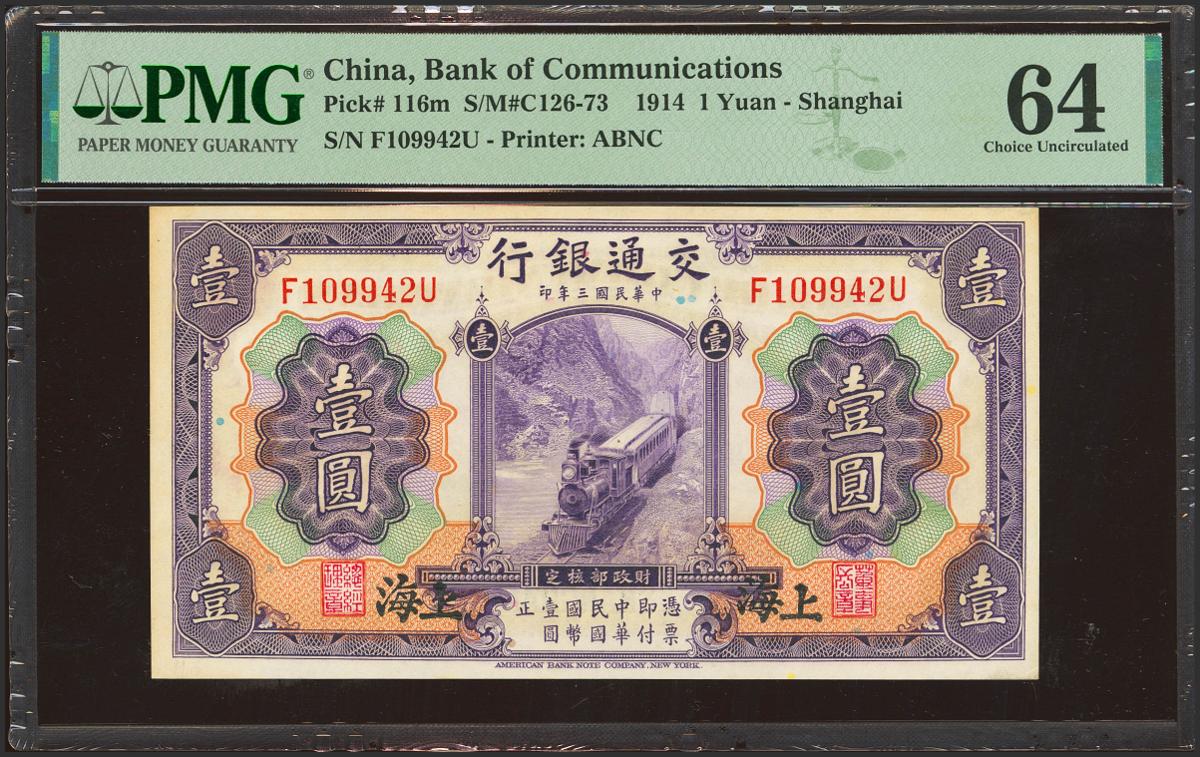 PMG®
PAPER MONEY GUARANTY
China, Bank of Communications
Pick# 116m S/M#C126-73 1914 1 Yuan - Shanghai
S/N F109942U - Printer: ABNC
64
Choice Uncirculated
壹
交通銀行
壹
F109942U
中華民國三年印
F109942U
壹
壹
壹圓
壹圓
財政部核定
壹
上海
憑票即付中華民國國幣壹圓正
上海
壹
AMERICAN BANK NOTE COMPANY, NEW YORK.